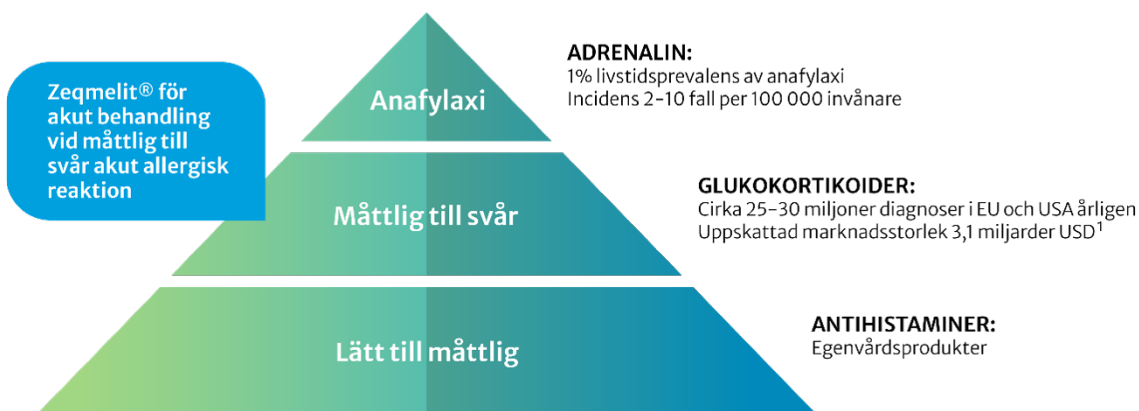 Zeqmelit® för
akut behandling
vid måttlig till
svår akut allergisk
reaktion
Anafylaxi
ADRENALIN:
1% livstidsprevalens av anafylaxi
Incidens 2-10 fall per 100 000 invånare
Måttlig till svår
GLUKOKORTIKOIDER:
Cirka 25-30 miljoner diagnoser i EU och USA årligen
Uppskattad marknadsstorlek 3,1 miljarder USD¹
Lätt till måttlig
ANTIHISTAMINER:
Egenvårdsprodukter